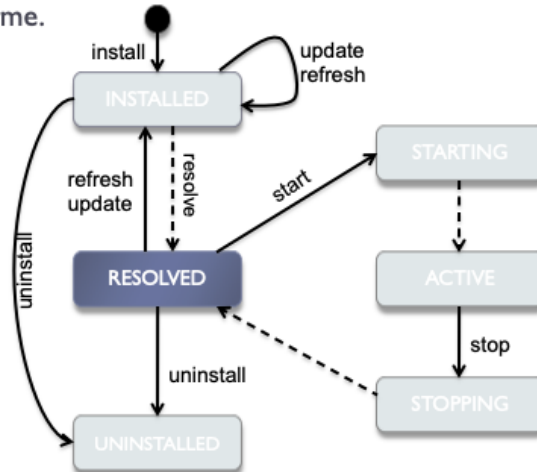 me.
install
update
refresh
INSTALLED
STARTING
refresh
update
resolve
start
uninstall
RESOLVED
ACTIVE
stop
uninstall
STOPPING
UNINSTALLED